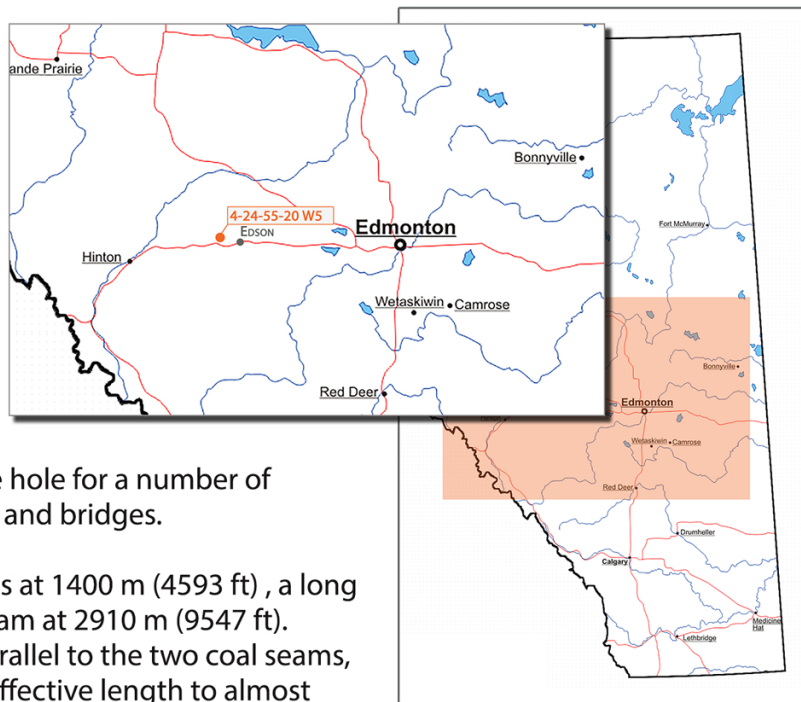 ande Prairie
Bonnyville
4-24-55-20 W5
EDSON
Edmonton
Hinton
Wetaskiwin
Camrose
Red Deer
Fort McMurray
Bonnyville
Edmonton
Wetaskiwin
Camrose
Red Deer
Drumheller
Calgary
Medicine
Hat
Lethbridge
e hole for a number of
and bridges.
s at 1400 m (4593 ft) , a long
am at 2910 m (9547 ft).
rallel to the two coal seams,
ffective length to almost